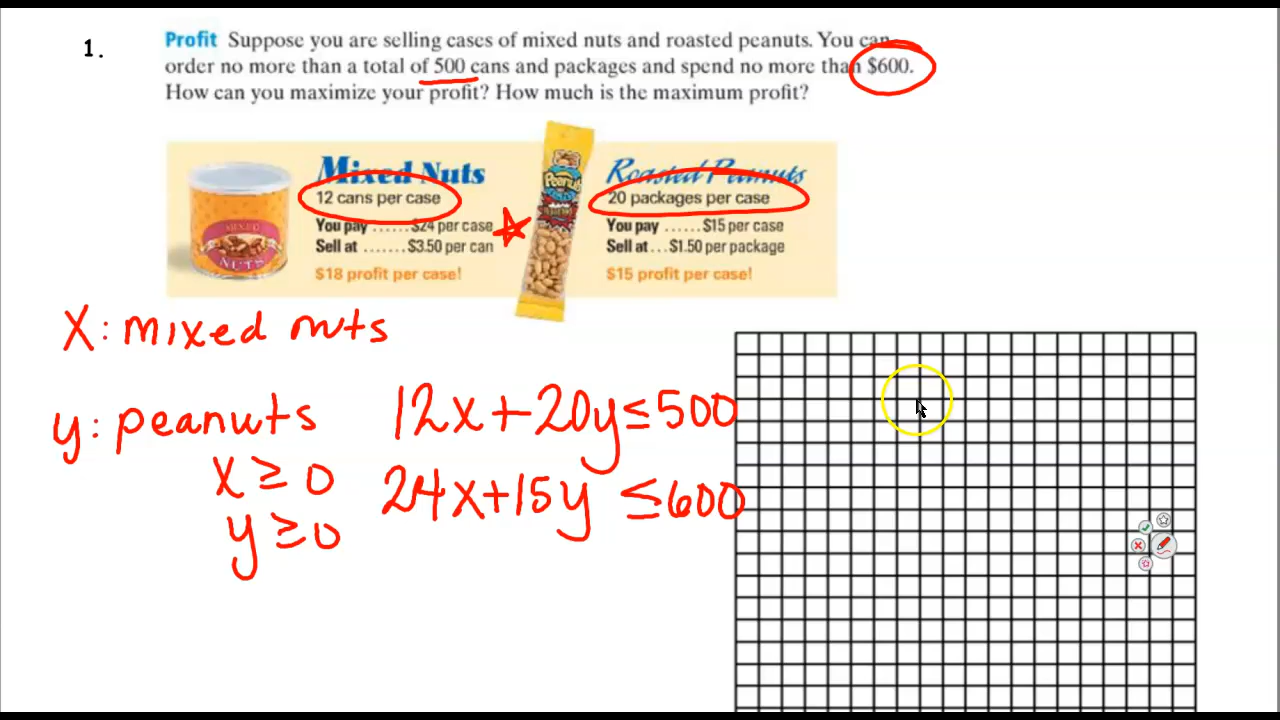 1.
Profit Suppose you are selling cases of mixed nuts and roasted peanuts. You can
order no more than a total of 500 cans and packages and spend no more than $600.
How can you maximize your profit? How much is the maximum profit?
Mixed Nuts
12 cans per case
You pay ......$24 per case
Sell at .......$3.50 per can
$18 profit per case!
MIXED
NUTS
Peanuts
Roasted Peanuts
20 packages per case
You pay ......$15 per case
Sell at ...$1.50 per package
$15 profit per case!
X: mixed nuts
y: peanuts
x ≥ 0
y ≥ 0
12x+20y≤500
24x+15y ≤600